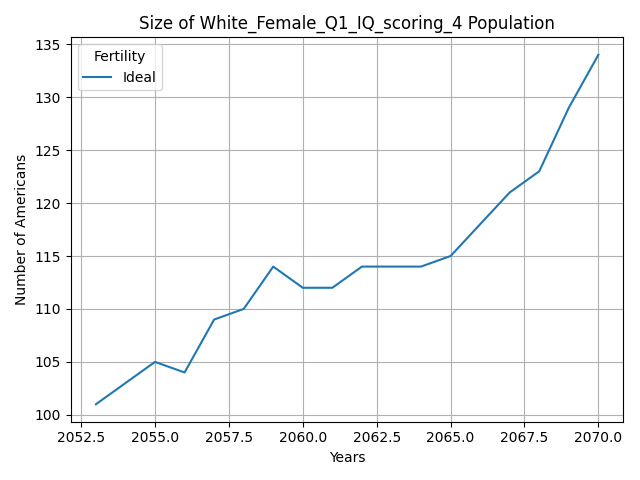 Size of White_Female_Q1_IQ_scoring_4 Population
Fertility
Ideal
Number of Americans
135
130
125
120
115
110
105
100
2052.5 2055.0 2057.5 2060.0 2062.5 2065.0 2067.5 2070.0
Years